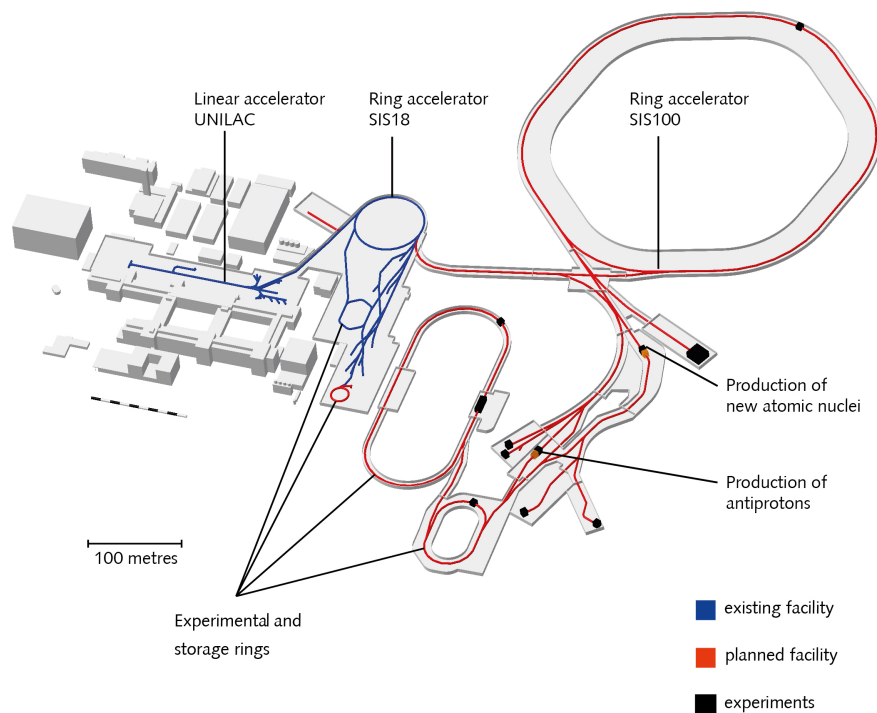 Linear accelerator
UNILAC
Ring accelerator
SIS18
Ring accelerator
SIS100
Production of
new atomic nuclei
Production of
antiprotons
100 metres
Experimental and
storage rings
existing facility
planned facility
experiments